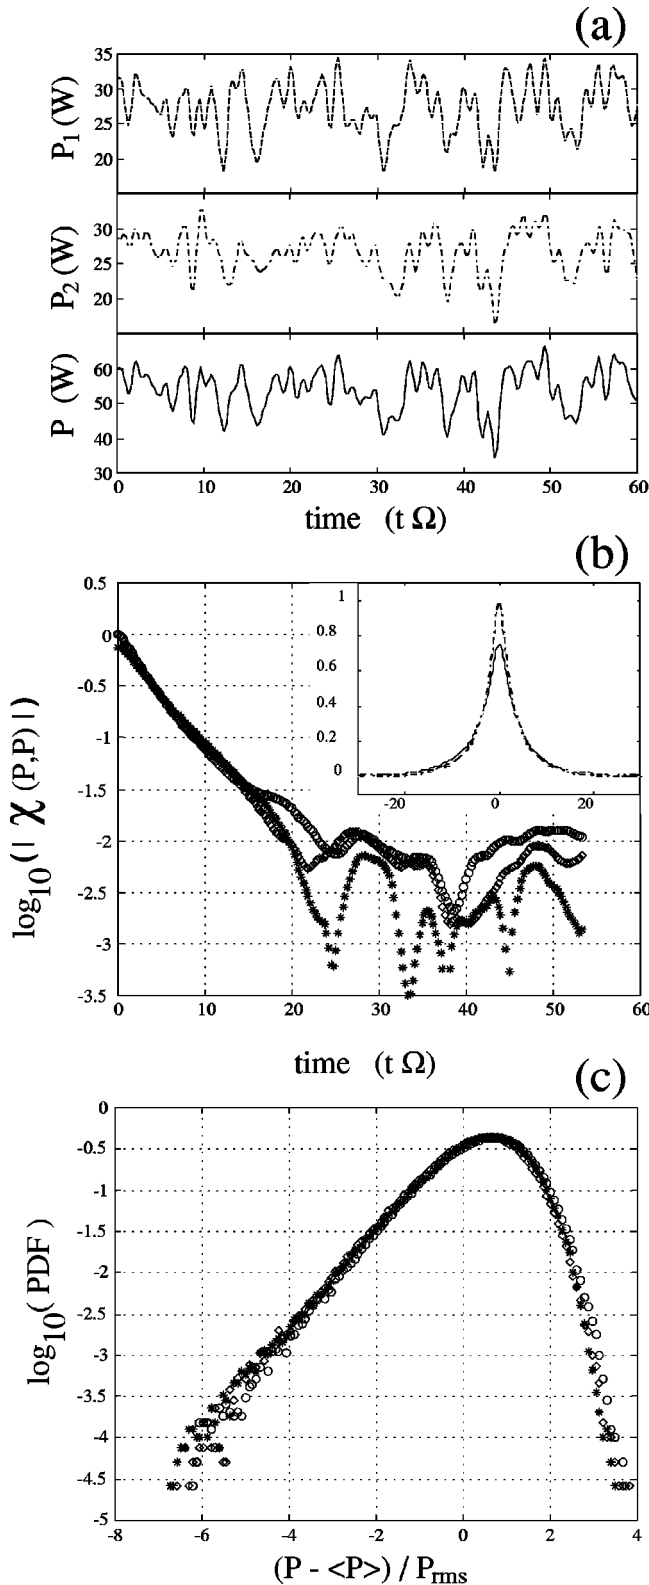 (a)
35
30
25
20
P1 (W)
30
25
20
P2 (W)
60
50
40
30
P (W)
0 10 20 30 40 50 60
time (t Ω)
(b)
0.5
0
-0.5
-1
-1.5
-2
-2.5
-3
-3.5
log10(| χ (P,P) |)
1
0.8
0.6
0.4
0.2
0
-20 0 20
0 10 20 30 40 50 60
time (t Ω)
(c)
0
-0.5
-1
-1.5
-2
-2.5
-3
-3.5
-4
-4.5
-5
log10( PDF )
-8 -6 -4 -2 0 2 4
(P - <P>) / Prms